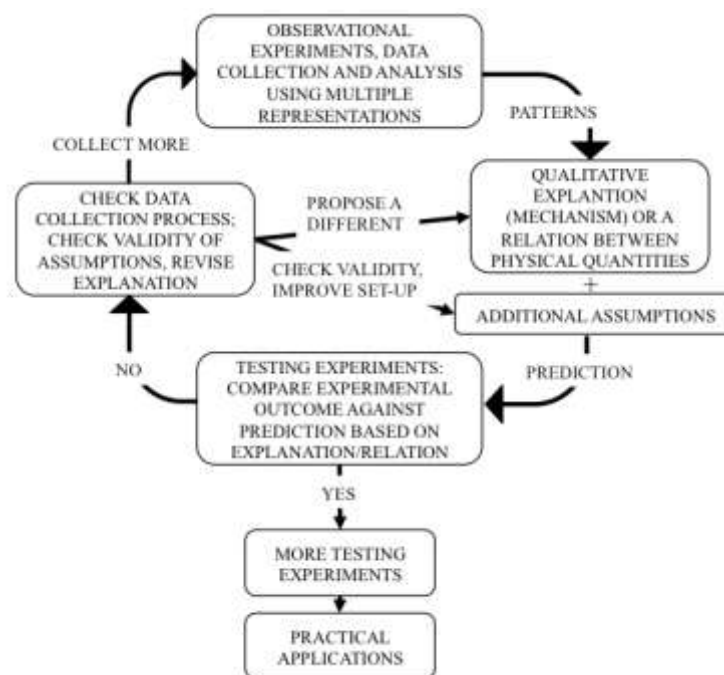 OBSERVATIONAL
EXPERIMENTS, DATA
COLLECTION AND ANALYSIS
USING MULTIPLE
REPRESENTATIONS
PATTERNS
COLLECT MORE
QUALITATIVE
EXPLANTION
(MECHANISM) OR A
RELATION BETWEEN
PHYSICAL QUANTITIES
+
ADDITIONAL ASSUMPTIONS
CHECK DATA
COLLECTION PROCESS;
CHECK VALIDITY OF
ASSUMPTIONS, REVISE
EXPLANATION
PROPOSE A
DIFFERENT
CHECK VALIDITY,
IMPROVE SET-UP
PREDICTION
NO
TESTING EXPERIMENTS:
COMPARE EXPERIMENTAL
OUTCOME AGAINST
PREDICTION BASED ON
EXPLANATION/RELATION
YES
MORE TESTING
EXPERIMENTS
PRACTICAL
APPLICATIONS